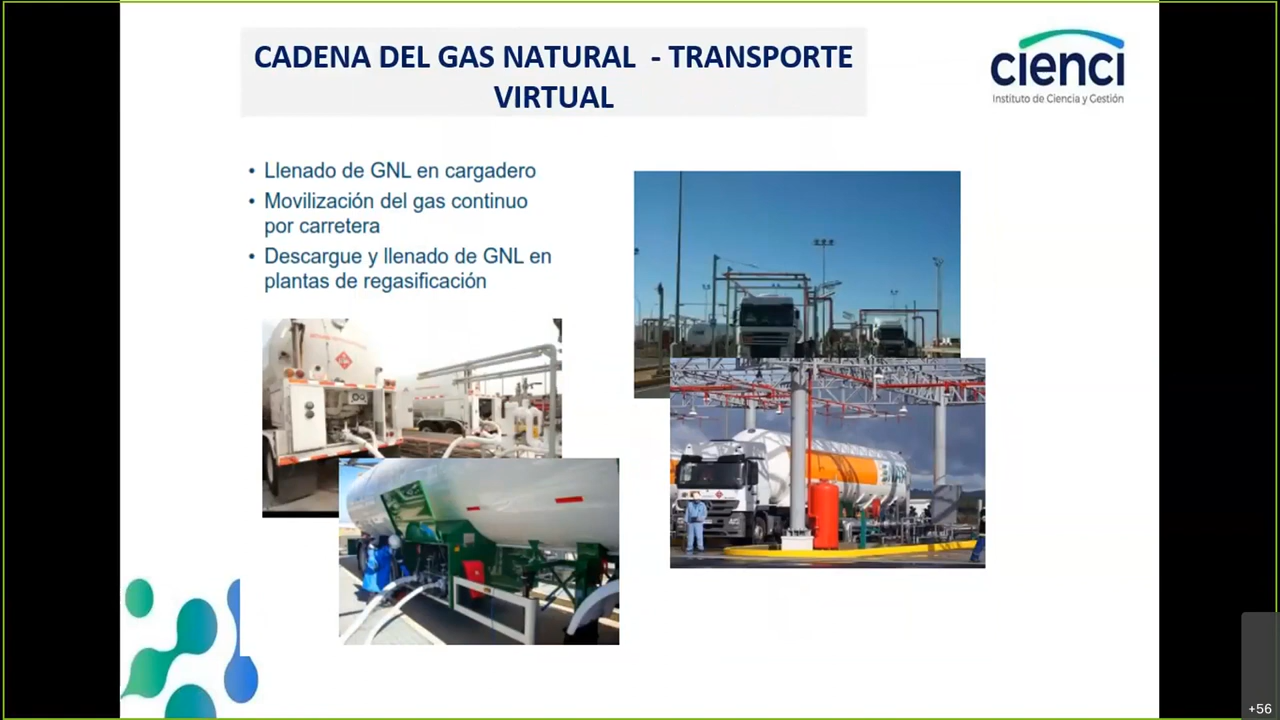 CADENA DEL GAS NATURAL - TRANSPORTE
VIRTUAL
cienci
Instituto de Ciencia y Gestión
• Llenado de GNL en cargadero
• Movilización del gas continuo
por carretera
• Descargue y llenado de GNL en
plantas de regasificación
+56